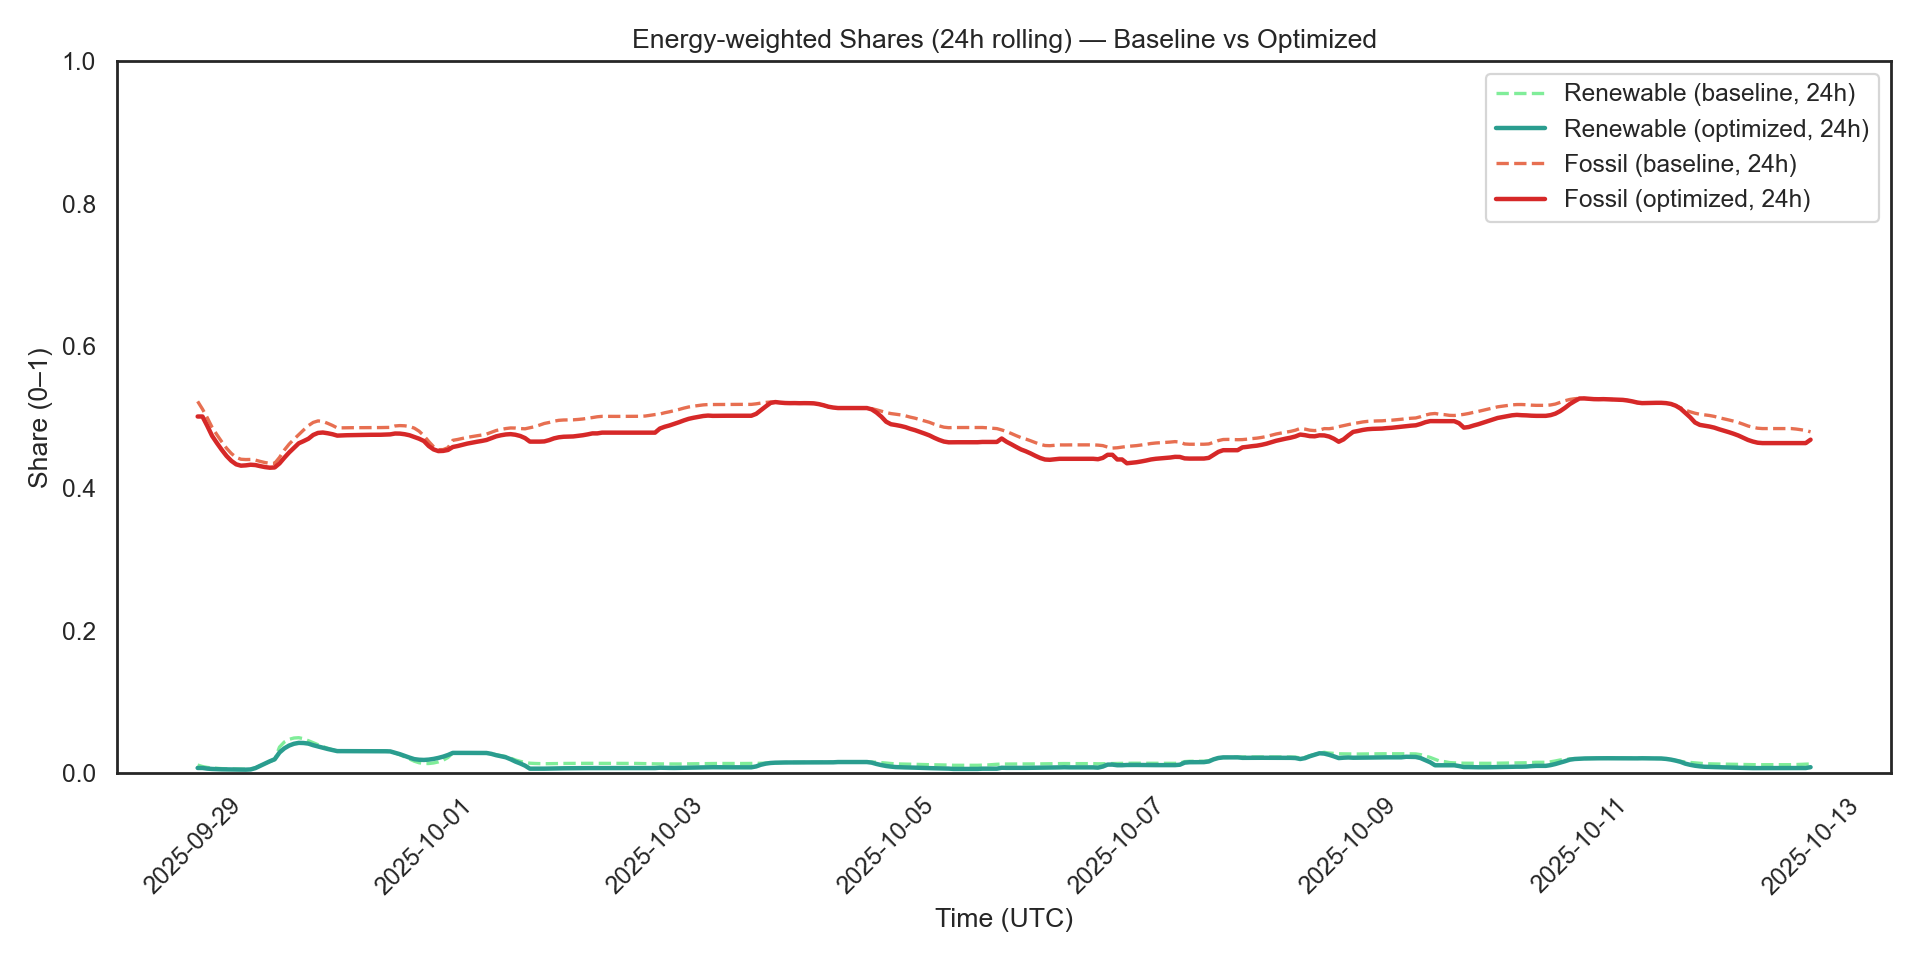 Energy-weighted Shares (24h rolling) — Baseline vs Optimized
1.0
0.8
0.6
0.4
0.2
0.0
Share (0–1)
Renewable (baseline, 24h)
Renewable (optimized, 24h)
Fossil (baseline, 24h)
Fossil (optimized, 24h)
2025-09-29
2025-10-01
2025-10-03
2025-10-05
2025-10-07
2025-10-09
2025-10-11
2025-10-13
Time (UTC)